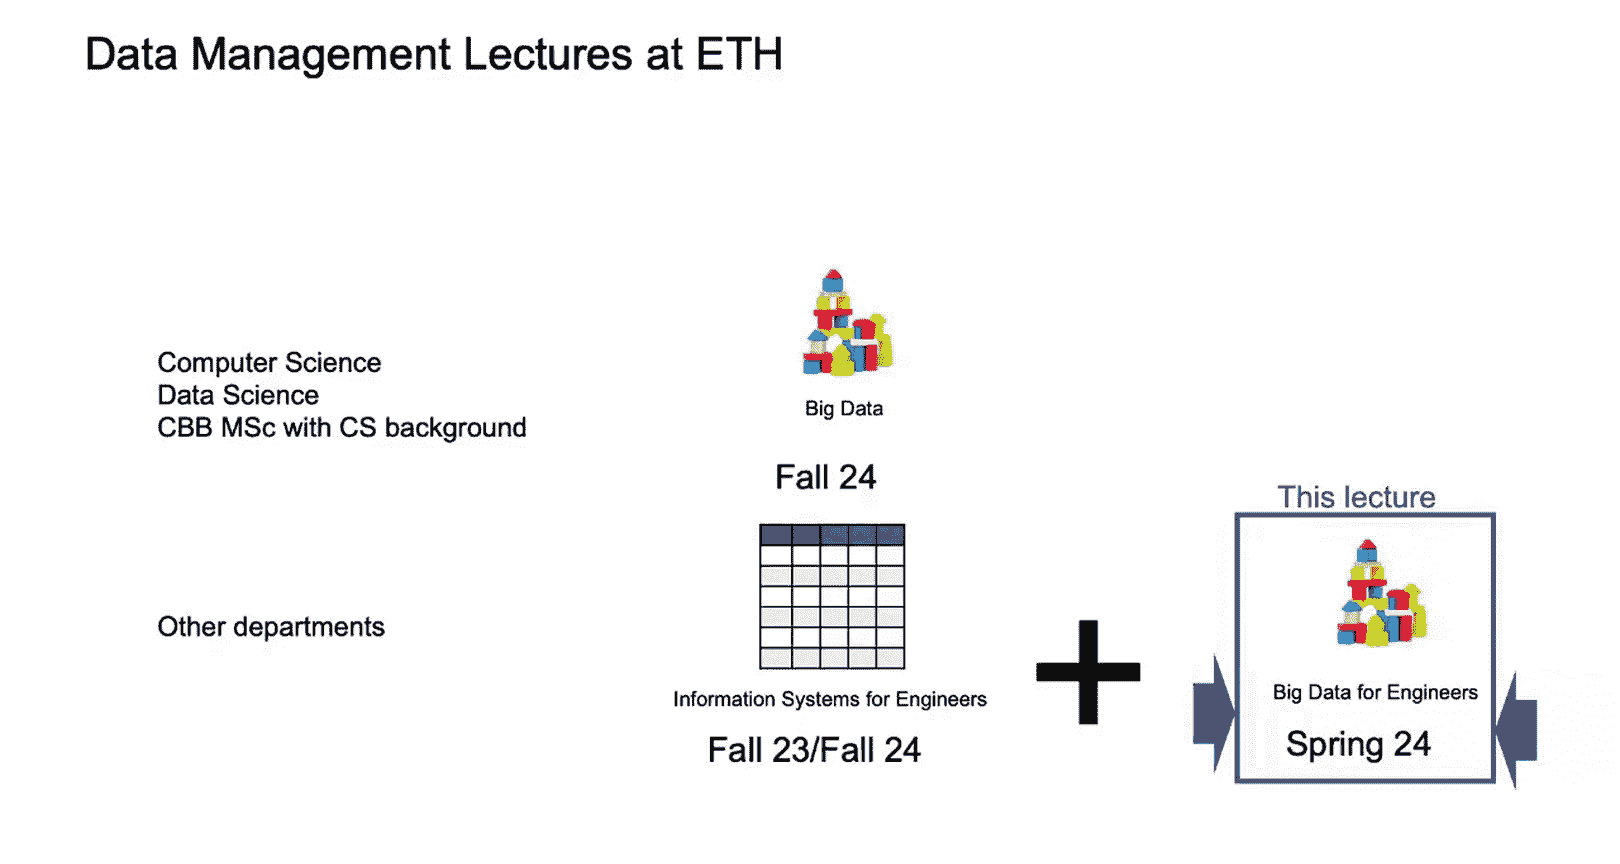 Data Management Lectures at ETH
Computer Science
Data Science
CBB MSc with CS background
Big Data
Fall 24
Other departments
Information Systems for Engineers
Fall 23/Fall 24
This lecture
Big Data for Engineers
Spring 24